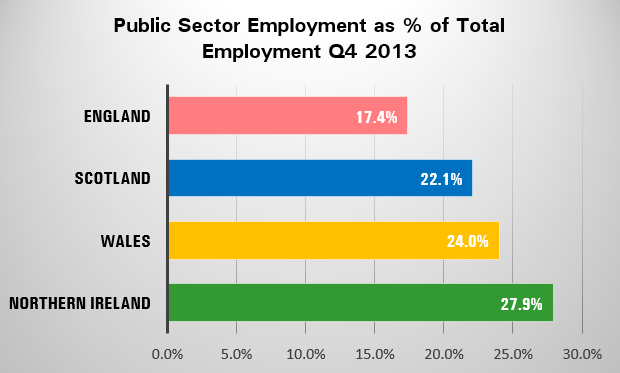 Public Sector Employment as % of Total
Employment Q4 2013
ENGLAND
17.4%
SCOTLAND
22.1%
WALES
24.0%
NORTHERN IRELAND
27.9%
0.0% 5.0% 10.0% 15.0% 20.0% 25.0% 30.0%